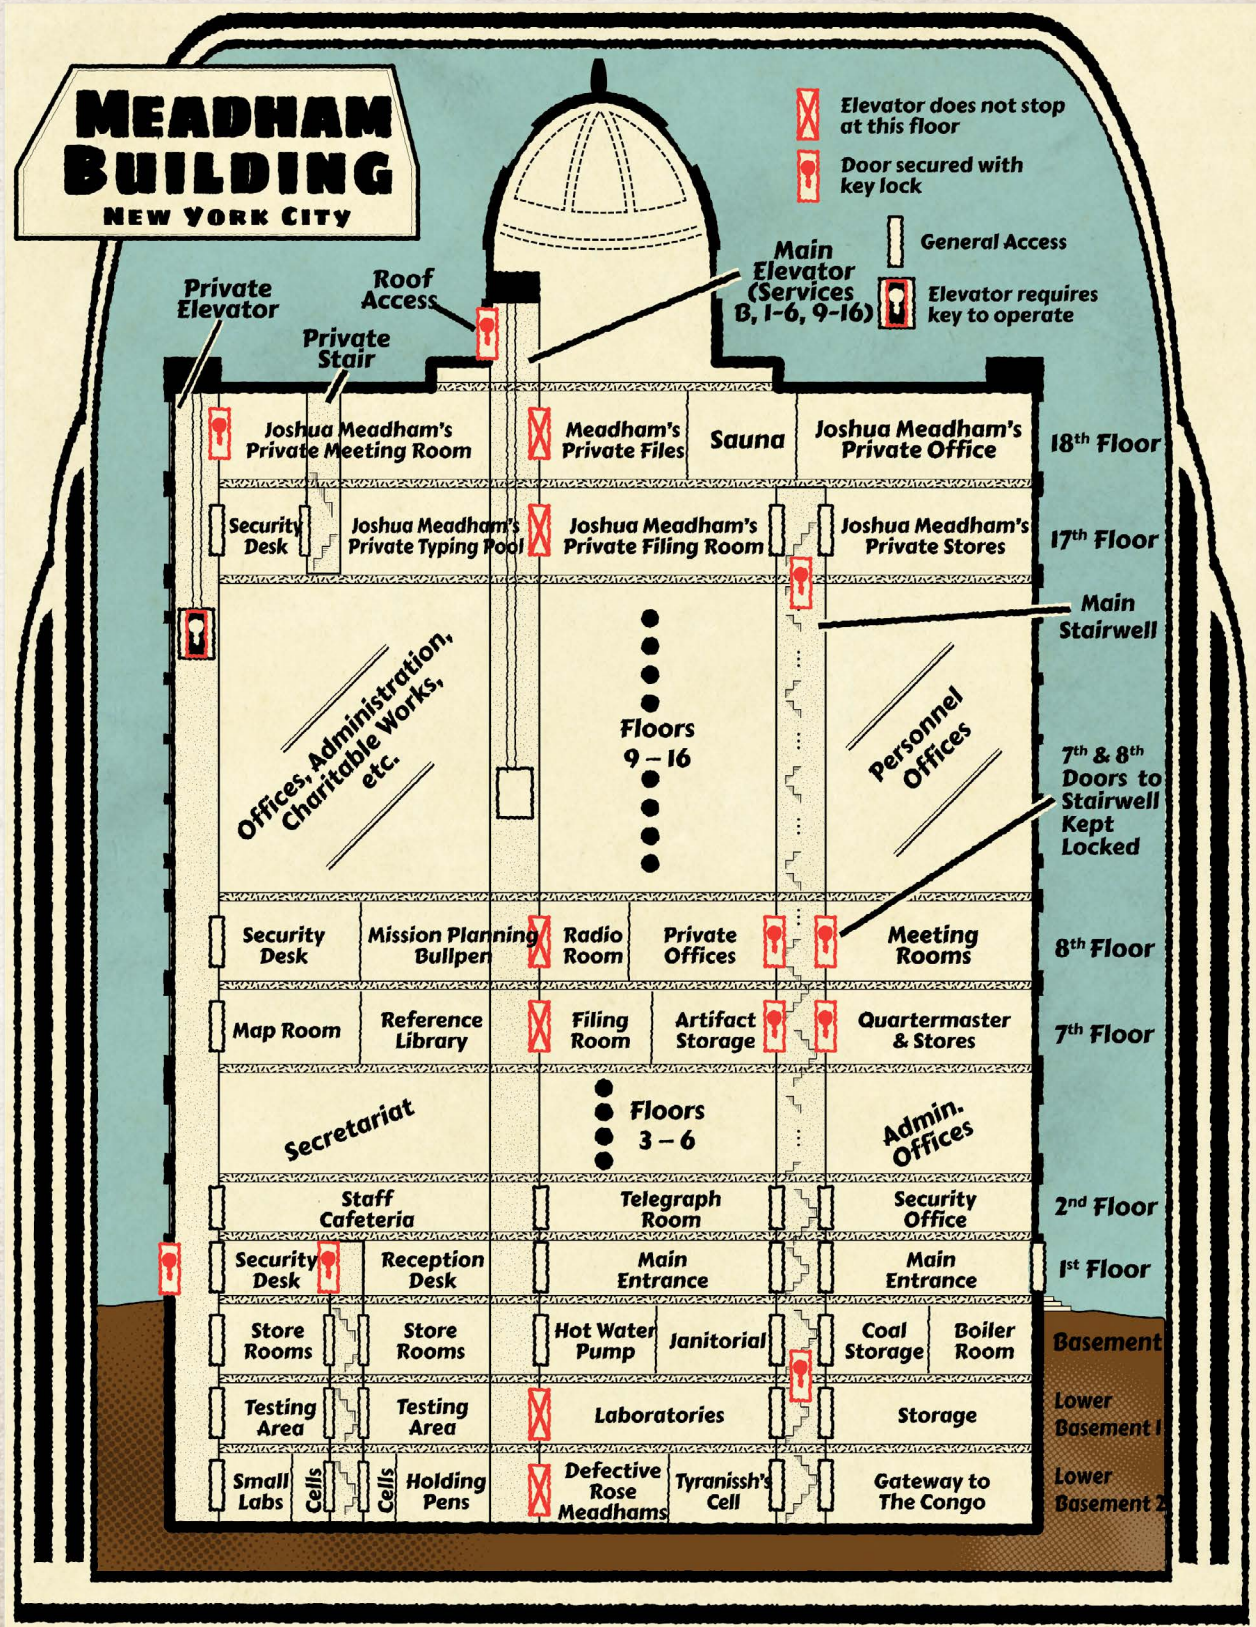 MEADHAM
BUILDING
NEW YORK CITY
Elevator does not stop
at this floor
Door secured with
key lock
General Access
Elevator requires
key to operate
Main
Elevator
(Services
B, 1-6, 9-16)
Private
Elevator
Roof
Access
Private
Stair
Joshua Meadham's
Private Meeting Room
Meadham's
Private Files
Sauna
Joshua Meadham's
Private Office
18th Floor
Security
Desk
Joshua Meadham's
Private Typing Pool
Joshua Meadham's
Private Filing Room
Joshua Meadham's
Private Stores
17th Floor
Main
Stairwell
Offices, Administration,
Charitable Works,
etc.
Floors
9 – 16
Personnel
Offices
7th & 8th
Doors to
Stairwell
Kept
Locked
Security
Desk
Mission Planning
Bullpen
Radio
Room
Private
Offices
Meeting
Rooms
8th Floor
Map Room
Reference
Library
Filing
Room
Artifact
Storage
Quartermaster
& Stores
7th Floor
Secretariat
Floors
3 – 6
Admin.
Offices
Staff
Cafeteria
Telegraph
Room
Security
Office
2nd Floor
Security
Desk
Reception
Desk
Main
Entrance
Main
Entrance
1st Floor
Store
Rooms
Store
Rooms
Hot Water
Pump
Janitorial
Coal
Storage
Boiler
Room
Basement
Testing
Area
Testing
Area
Laboratories
Storage
Lower
Basement 1
Small
Labs
Cells
Cells
Holding
Pens
Defective
Rose
Meadhams
Tyranissh's
Cell
Gateway to
The Congo
Lower
Basement 2